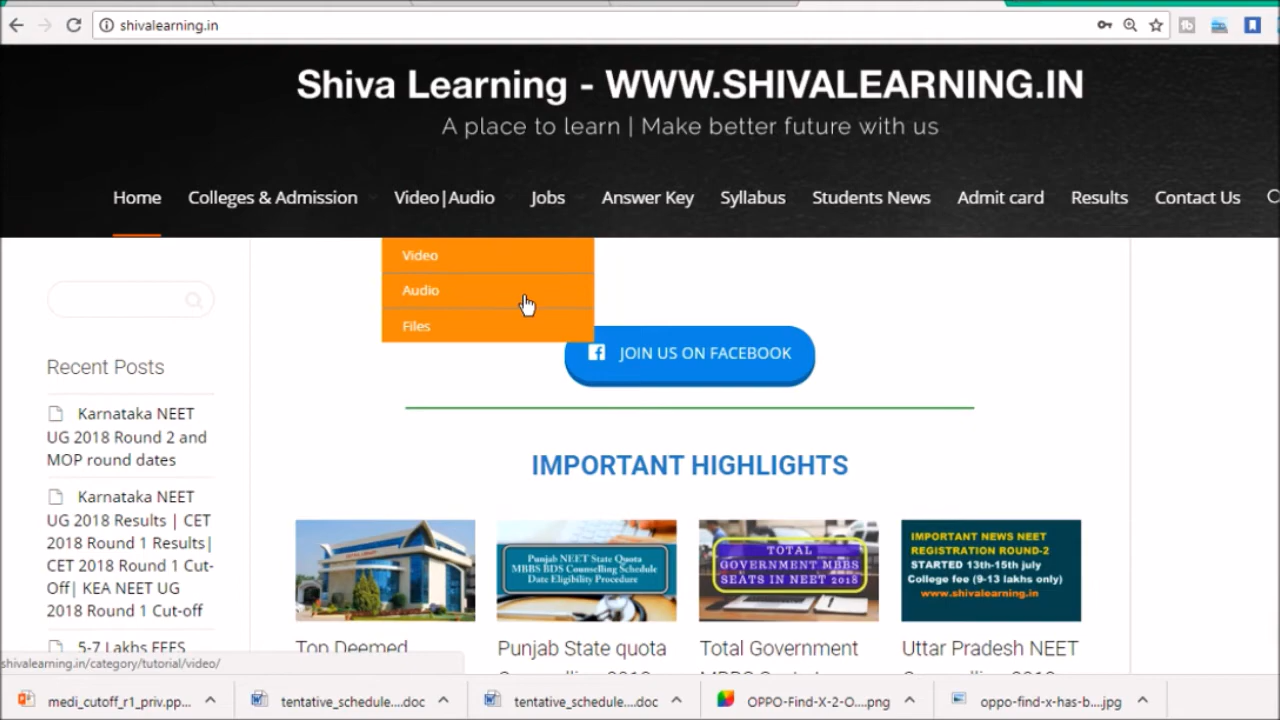 shivalearning.in
Shiva Learning - WWW.SHIVALEARNING.IN
A place to learn | Make better future with us
Home Colleges & Admission Video|Audio Jobs Answer Key Syllabus Students News Admit card Results Contact Us
Video
Audio
Files
JOIN US ON FACEBOOK
Recent Posts
Karnataka NEET
UG 2018 Round 2 and
MOP round dates
Karnataka NEET
UG 2018 Results | CET
2018 Round 1 Results|
CET 2018 Round 1 Cut-
Off| KEA NEET UG
2018 Round 1 Cut-off
5-7 Lakhs FEES
IMPORTANT HIGHLIGHTS
Punjab NEET State Quota
MBBS BDS Counselling Schedule
Date Eligibility Procedure
TOTAL
GOVERNMENT MBBS
SEATS IN NEET 2018
IMPORTANT NEWS NEET
REGISTRATION ROUND-2
STARTED 13th-15th july
College fee (9-13 lakhs only)
www.shivalearning.in
Top Deemed
Punjab State quota
Total Government
Uttar Pradesh NEET
shivalearning.in/category/tutorial/video/
medi_cutoff_r1_priv.pp...
tentative_schedule....doc
tentative_schedule....doc
OPPO-Find-X-2-O....png
oppo-find-x-has-b....jpg